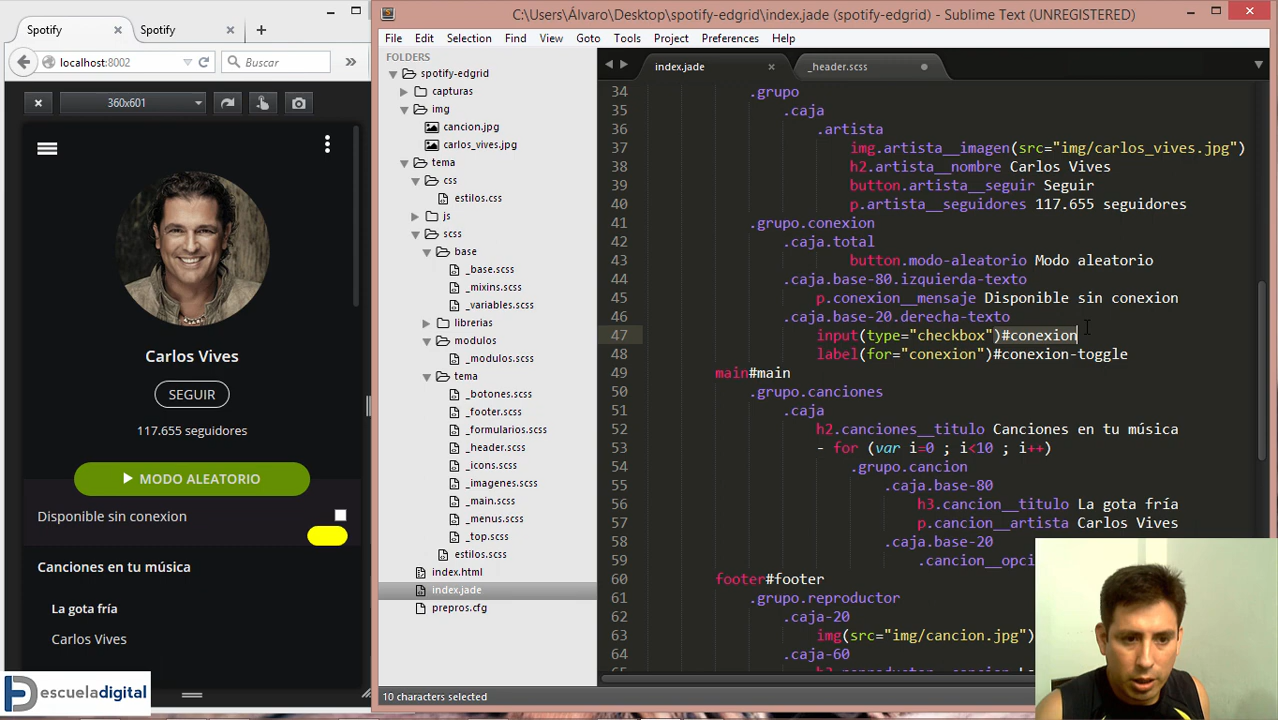 C:\Users\Álvaro\Desktop\spotify-edgrid\index.jade (spotify-edgrid) - Sublime Text (UNREGISTERED)
Spotify
Spotify
File Edit Selection Find View Goto Tools Project Preferences Help
localhost:8002
Buscar
360x601
Carlos Vives
SEGUIR
117.655 seguidores
MODO ALEATORIO
Disponible sin conexion
Canciones en tu música
La gota fría
Carlos Vives
escueladigital
FOLDERS
spotify-edgrid
capturas
img
cancion.jpg
carlos_vives.jpg
tema
css
estilos.css
js
scss
base
_base.scss
_mixins.scss
_variables.scss
librerias
modulos
_modulos.scss
tema
_botones.scss
_footer.scss
_formularios.scss
_header.scss
_icons.scss
_imagenes.scss
_main.scss
_menus.scss
_top.scss
estilos.scss
index.html
index.jade
prepros.cfg
index.jade
_header.scss
34 .grupo
35 .caja
36 .artista
37 img.artista__imagen(src="img/carlos_vives.jpg")
38 h2.artista__nombre Carlos Vives
39 button.artista__seguir Seguir
40 p.artista__seguidores 117.655 seguidores
41 .grupo.conexion
42 .caja.total
43 button.modo-aleatorio Modo aleatorio
44 .caja.base-80.izquierda-texto
45 p.conexion__mensaje Disponible sin conexion
46 .caja.base-20.derecha-texto
47 input(type="checkbox")#conexion
48 label(for="conexion")#conexion-toggle
49 main#main
50 .grupo.canciones
51 .caja
52 h2.canciones__titulo Canciones en tu música
53 - for (var i=0 ; i<10 ; i++)
54 .grupo.cancion
55 .caja.base-80
56 h3.cancion__titulo La gota fría
57 p.cancion__artista Carlos Vives
58 .caja.base-20
59 .cancion__opci
60 footer#footer
61 .grupo.reproductor
62 .caja-20
63 img(src="img/cancion.jpg")
64 .caja-60
10 characters selected